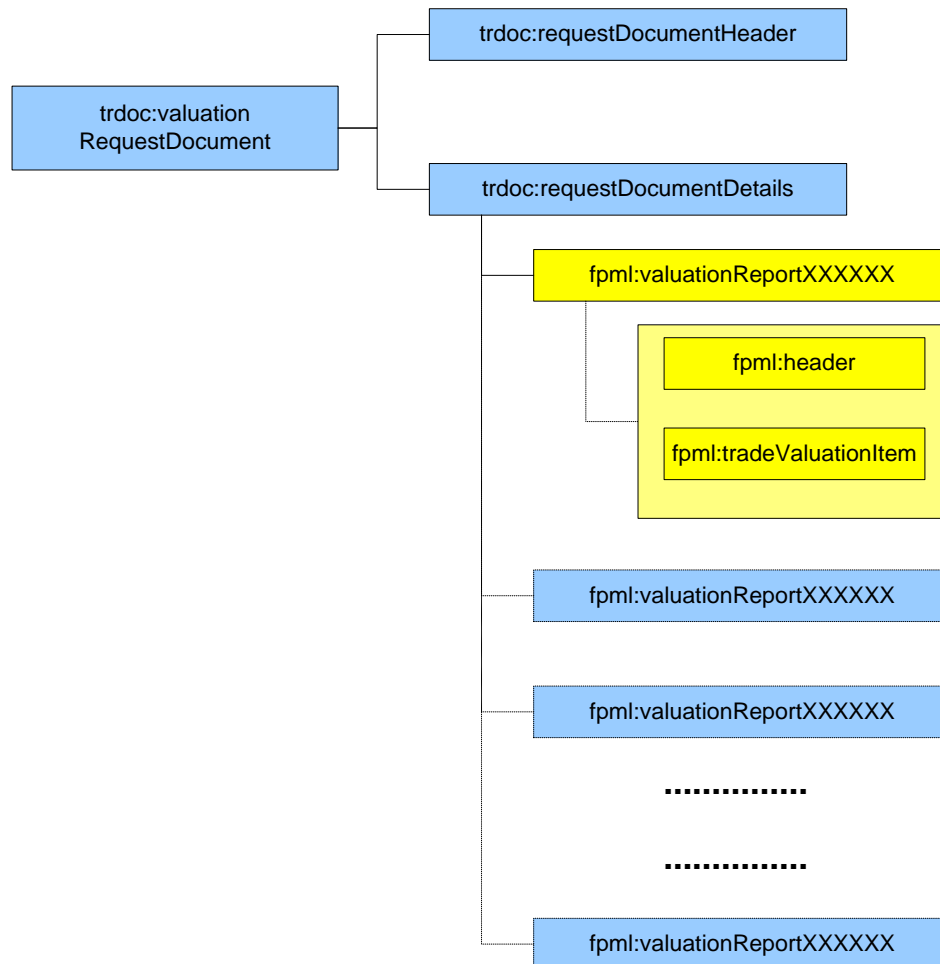 trdoc:requestDocumentHeader
trdoc:valuation
RequestDocument
trdoc:requestDocumentDetails
fpml:valuationReportXXXXXX
fpml:header
fpml:tradeValuationItem
fpml:valuationReportXXXXXX
fpml:valuationReportXXXXXX
...............
...............
fpml:valuationReportXXXXXX